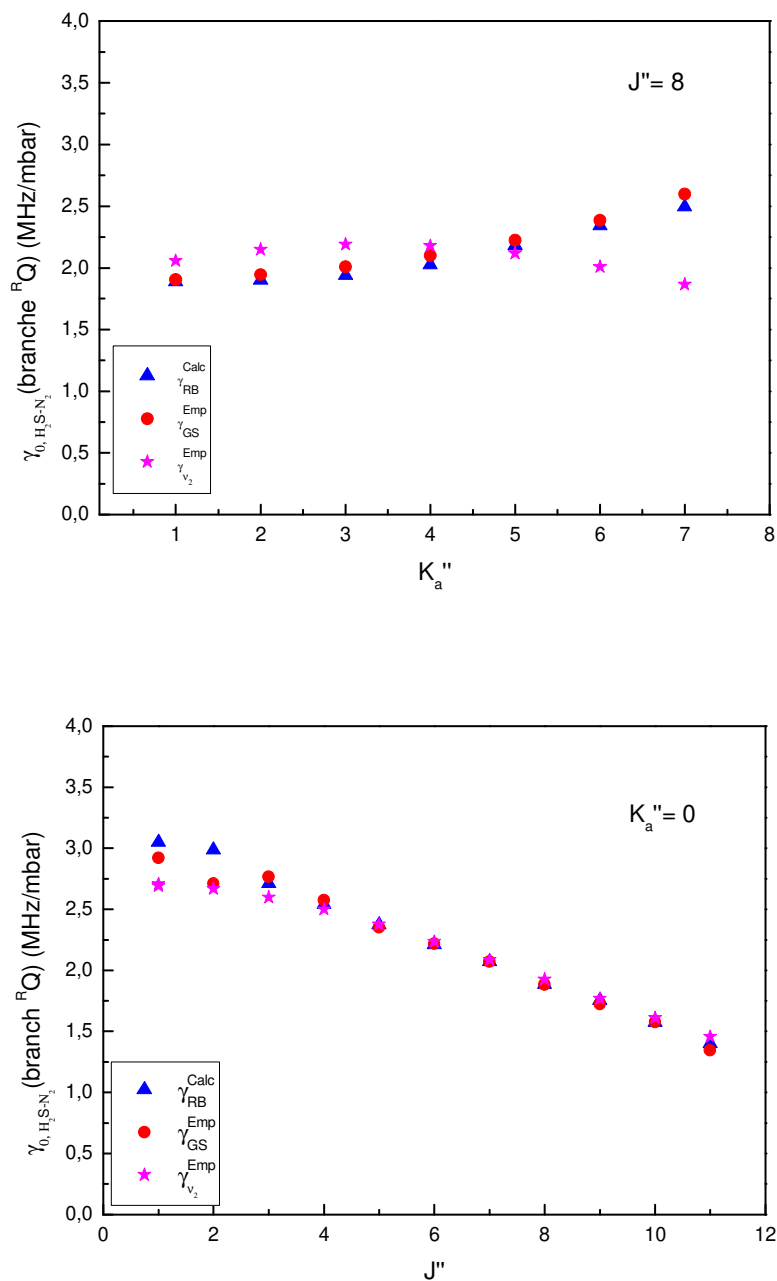 4,0
3,5
3,0
2,5
2,0
1,5
1,0
0,5
0,0
γ0, H2S-N2(branche RQ) (MHz/mbar)
J''= 8
γRB Calc
γGS Emp
γν2 Emp
1 2 3 4 5 6 7 8
Ka''
4,0
3,5
3,0
2,5
2,0
1,5
1,0
0,5
0,0
γ0, H2S-N2(branch RQ) (MHz/mbar)
Ka''= 0
γRB Calc
γGS Emp
γν2 Emp
0 2 4 6 8 10 12
J''